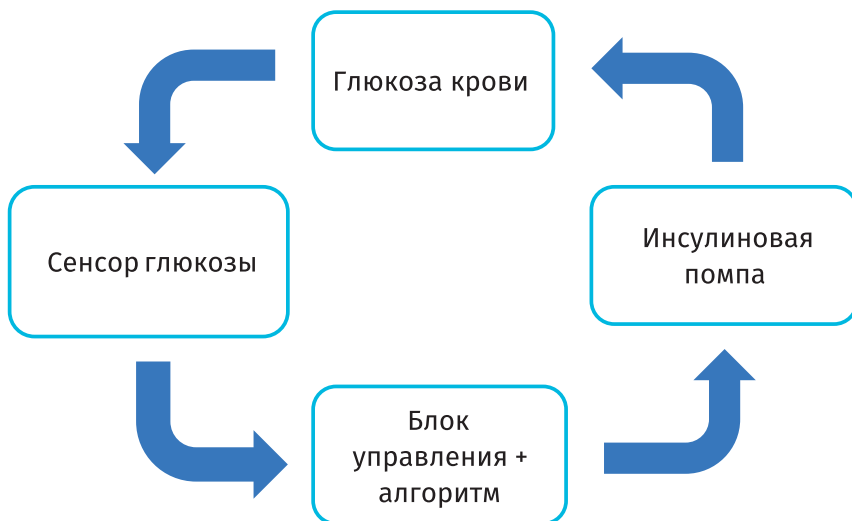 Глюкоза крови
Сенсор глюкозы
Инсулиновая
помпа
Блок
управления +
алгоритм